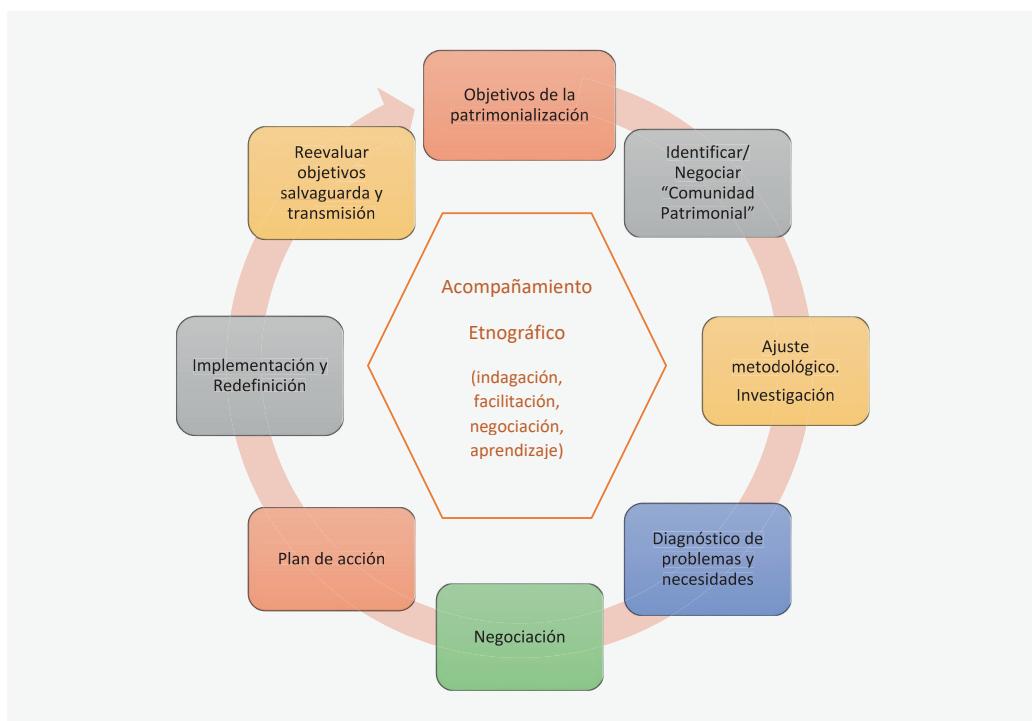 Objetivos de la
patrimonialización
Identificar/
Negociar
“Comunidad
Patrimonial”
Ajuste
metodológico.
Investigación
Diagnóstico de
problemas y
necesidades
Negociación
Plan de acción
Implementación y
Redefinición
Reevaluar
objetivos
salvaguarda y
transmisión
Acompañamiento
Etnográfico
(indagación,
facilitación,
negociación,
aprendizaje)